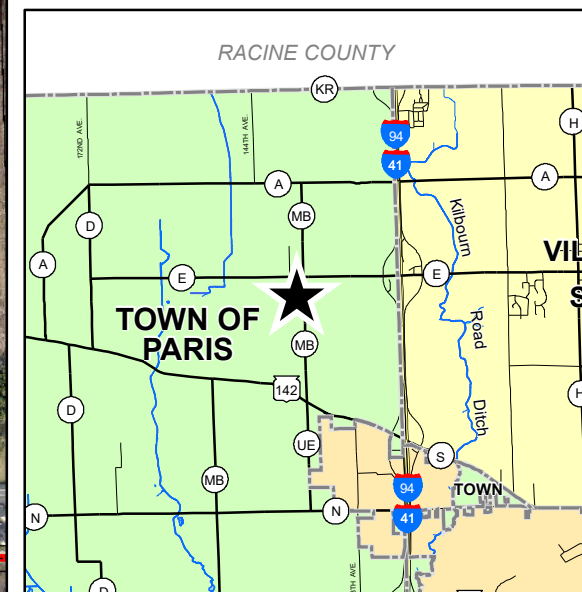 RACINE COUNTY
KR
172ND AVE.
144TH AVE.
94
41
H
A
A
D
MB
Kilbourn
A
E
E
VIL
S
TOWN OF
PARIS
MB
Road
142
H
D
Ditch
UE
S
MB
94
TOWN
N
N
41
TH AVE.
D